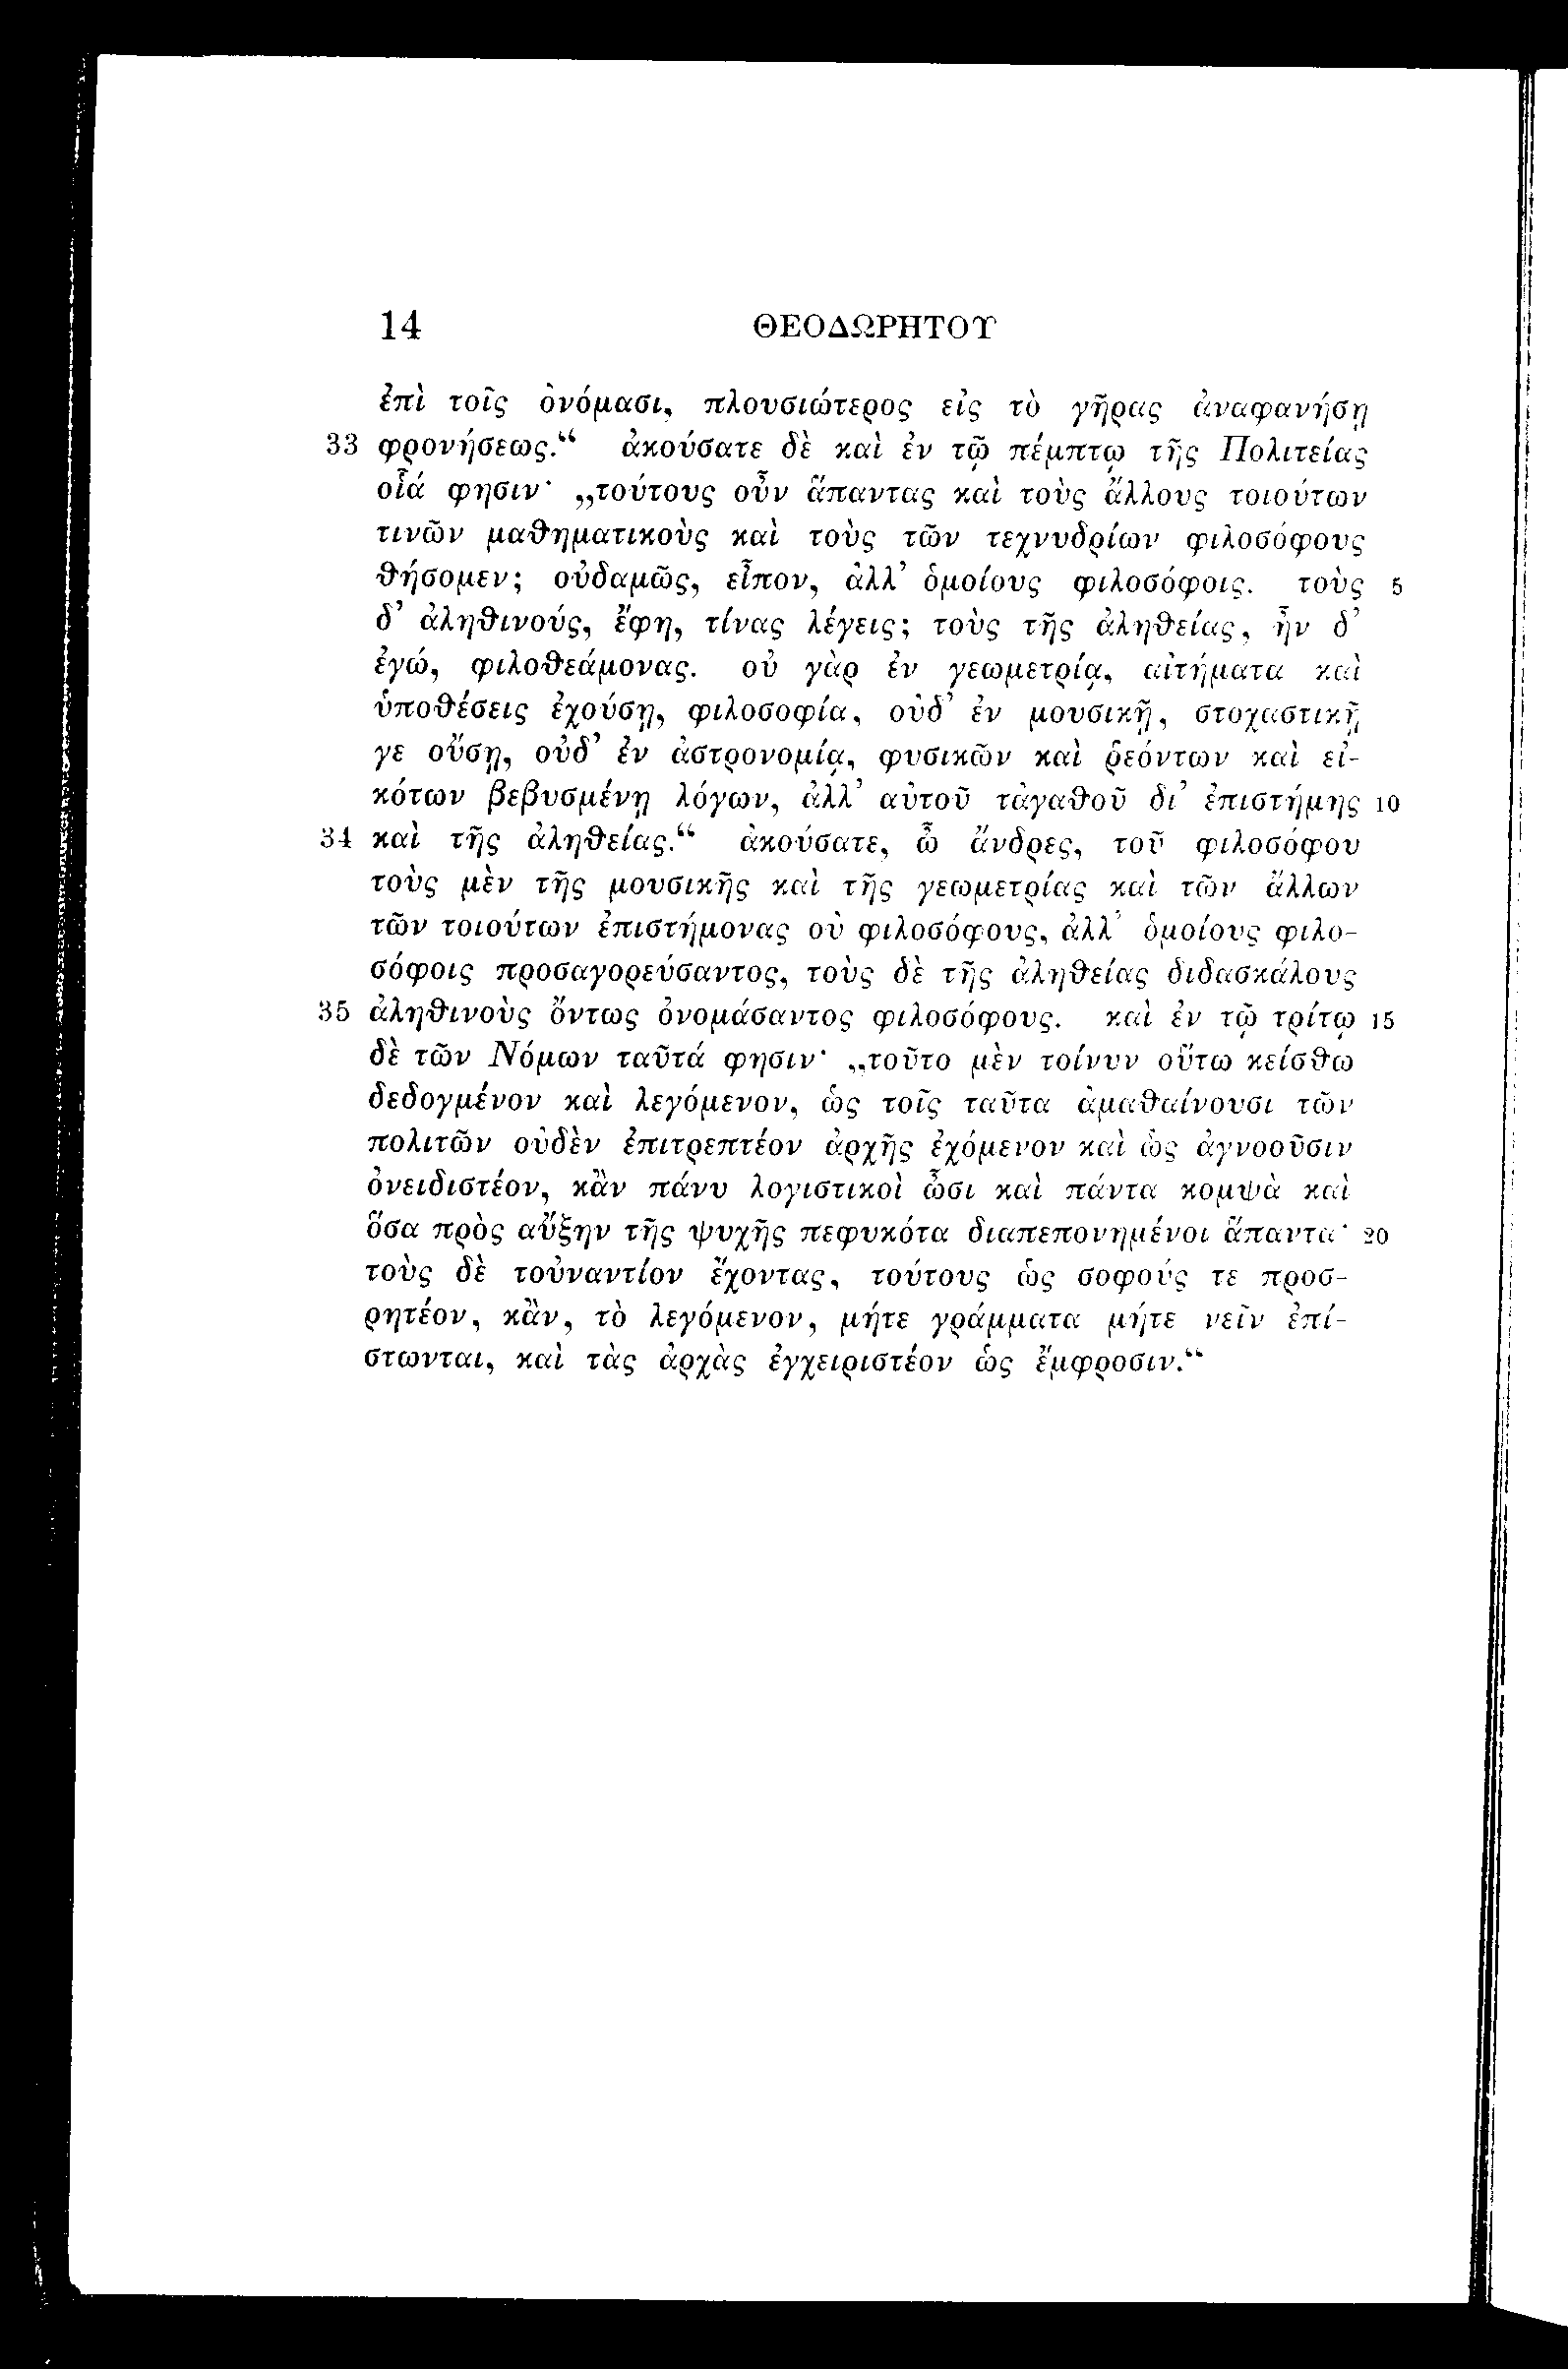 14 ΘΕΟΔΩΡΗΤΟΥ
ἐπὶ τοῖς ὀνόμασι, πλουσιώτερος εἰς τὸ γῆρας ἀναφανήσῃ
33 φρονήσεως.“ ἀκούσατε δὲ καὶ ἐν τῷ πέμπτῳ τῆς Πολιτείας
οἷά φησιν· „τούτους οὖν ἅπαντας καὶ τοὺς ἄλλους τοιούτων
τινῶν μαθηματικοὺς καὶ τοὺς τῶν τεχνυδρίων φιλοσόφους
θήσομεν; οὐδαμῶς, εἶπον, ἀλλ’ ὁμοίους φιλοσόφοις. τοὺς 5
δ’ ἀληθινούς, ἔφη, τίνας λέγεις; τοὺς τῆς ἀληθείας, ἦν δ’
ἐγώ, φιλοθεάμονας. οὐ γὰρ ἐν γεωμετρίᾳ, αἰτήματα καὶ
ὑποθέσεις ἐχούσῃ, φιλοσοφία, οὐδ’ ἐν μουσικῇ, στοχαστικῇ
γε οὔσῃ, οὐδ’ ἐν ἀστρονομίᾳ, φυσικῶν καὶ ῥεόντων καὶ εἰ-
κότων βεβυσμένῃ λόγων, ἀλλ’ αὐτοῦ τἀγαθοῦ δι’ ἐπιστήμης 10
34 καὶ τῆς ἀληθείας.“ ἀκούσατε, ὦ ἄνδρες, τοῦ φιλοσόφου
τοὺς μὲν τῆς μουσικῆς καὶ τῆς γεωμετρίας καὶ τῶν ἄλλων
τῶν τοιούτων ἐπιστήμονας οὐ φιλοσόφους, ἀλλ’ ὁμοίους φιλο-
σόφοις προσαγορεύσαντος, τοὺς δὲ τῆς ἀληθείας διδασκάλους
35 ἀληθινοὺς ὄντως ὀνομάσαντος φιλοσόφους. καὶ ἐν τῷ τρίτῳ 15
δὲ τῶν Νόμων ταῦτά φησιν· „τοῦτο μὲν τοίνυν οὕτω κείσθω
δεδογμένον καὶ λεγόμενον, ὡς τοῖς ταῦτα ἀμαθαίνουσι τῶν
πολιτῶν οὐδὲν ἐπιτρεπτέον ἀρχῆς ἐχόμενον καὶ ὡς ἀγνοοῦσιν
ὀνειδιστέον, κἂν πάνυ λογιστικοὶ ὦσι καὶ πάντα κομψὰ καὶ
ὅσα πρὸς αὔξην τῆς ψυχῆς πεφυκότα διαπεπονημένοι ἅπαντα· 20
τοὺς δὲ τοὐναντίον ἔχοντας, τούτους ὡς σοφούς τε προσ-
ρητέον, κἄν, τὸ λεγόμενον, μήτε γράμματα μήτε νεῖν ἐπί-
στωνται, καὶ τὰς ἀρχὰς ἐγχειριστέον ὡς ἔμφροσιν.“